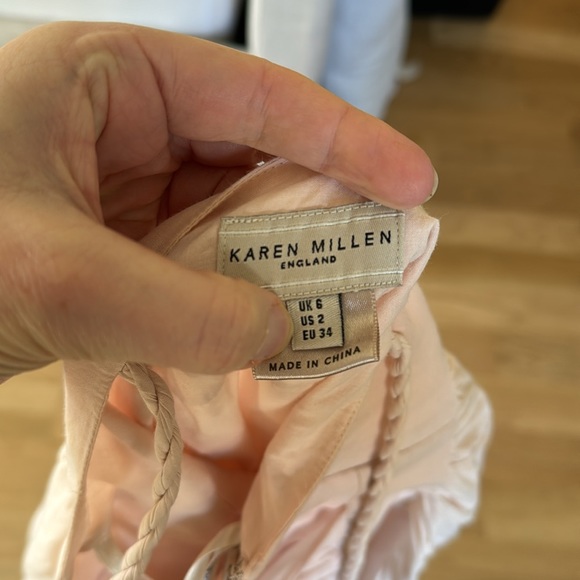 KAREN MILLEN
ENGLAND
UK 6
US 2
EU 34
MADE IN CHINA